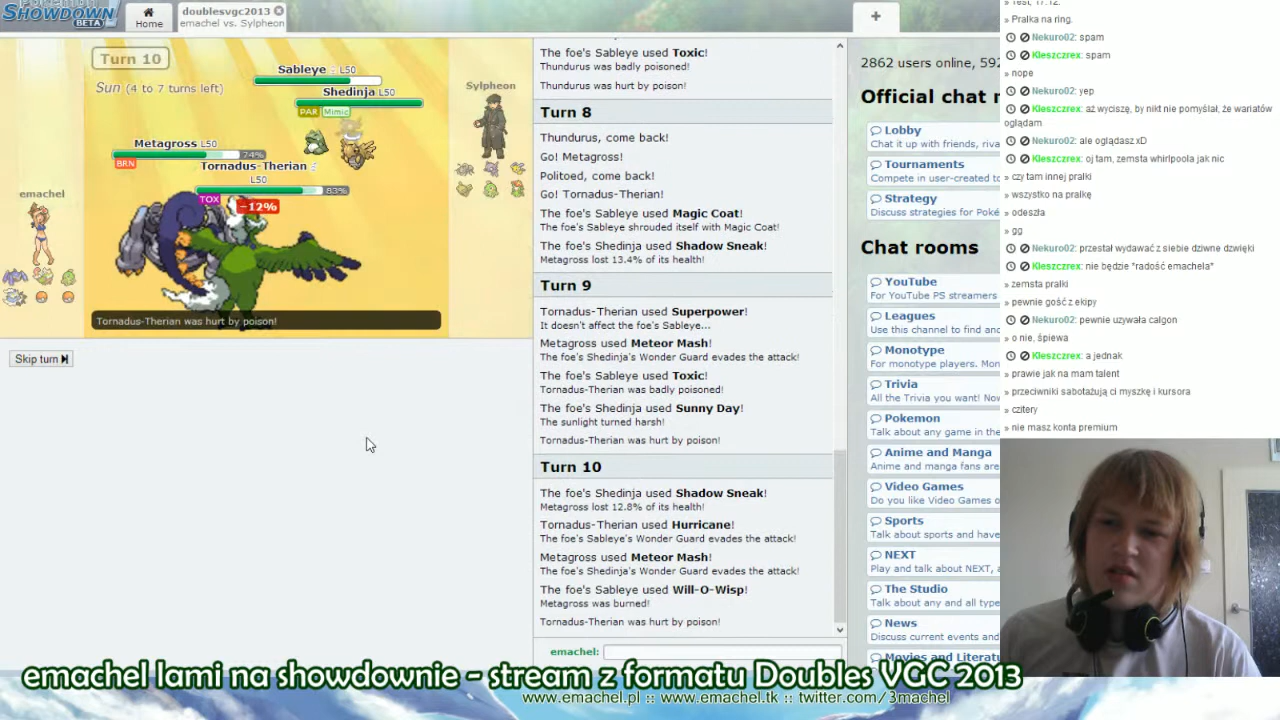 SHOWDOWN
BETA
Home
doublesvgc2013
emachel vs. Sylpheon
+
Turn 10
Sun (4 to 7 turns left)
Sableye L50
Shedinja L50
PAR Mimic
Metagross L50
74%
BRN
Tornadus-Therian
L50
83%
TOX
−12%
emachel
Sylpheon
Tornadus-Therian was hurt by poison!
Skip turn
The foe's Sableye used Toxic!
Thundurus was badly poisoned!
Thundurus was hurt by poison!
Turn 8
Thundurus, come back!
Go! Metagross!
Politoed, come back!
Go! Tornadus-Therian!
The foe's Sableye used Magic Coat!
The foe's Sableye shrouded itself with Magic Coat!
The foe's Shedinja used Shadow Sneak!
Metagross lost 13.4% of its health!
Turn 9
Tornadus-Therian used Superpower!
It doesn't affect the foe's Sableye...
Metagross used Meteor Mash!
The foe's Shedinja's Wonder Guard evades the attack!
The foe's Sableye used Toxic!
Tornadus-Therian was badly poisoned!
The foe's Shedinja used Sunny Day!
The sunlight turned harsh!
Tornadus-Therian was hurt by poison!
Turn 10
The foe's Shedinja used Shadow Sneak!
Metagross lost 12.8% of its health!
Tornadus-Therian used Hurricane!
The foe's Sableye's Wonder Guard evades the attack!
Metagross used Meteor Mash!
The foe's Shedinja's Wonder Guard evades the attack!
The foe's Sableye used Will-O-Wisp!
Metagross was burned!
Tornadus-Therian was hurt by poison!
emachel:
2862 users online, 592
Official chat r
Lobby
Chat it up with friends, riva
Tournaments
Compete in user-created to
Strategy
Discuss strategies for Poké
Chat rooms
YouTube
For YouTube PS streamers
Leagues
Use this channel to find anc
Monotype
For monotype players. Mon
Trivia
All the Trivia you want! Nov
Pokemon
Talk about any game in the
Anime and Manga
Anime and manga fans are
Video Games
Do you like Video Games o
Sports
Talk about sports and have
NEXT
Play and talk about NEXT, a
The Studio
Talk about any and all type
News
Discuss current events and
Movies and Literatu
» Test, 17.12.
» Pralka na ring.
Nekuro02: spam
Kleszczrex: spam
» nope
Nekuro02: yep
Kleszczrex: aż wyciszę, by nikt nie pomyślał, że wariatów
oglądam
Nekuro02: ale oglądasz xD
Kleszczrex: oj tam, zemsta whirlpoola jak nic
» czy tam innej pralki
» wszystko na pralkę
» odeszła
» gg
Nekuro02: przestał wydawać z siebie dziwne dzwięki
Kleszczrex: nie będzie *radość emachela*
» zemsta pralki
» pewnie gość z ekipy
Nekuro02: pewnie uzywała calgon
» o nie, śpiewa
Kleszczrex: a jednak
» prawie jak na mam talent
» przeciwniki sabotażują ci myszkę i kursora
» czitery
» nie masz konta premium
emachel lami na showdownie - stream z formatu Doubles VGC 2013
www.emachel.pl :: www.emachel.tk :: twitter.com/3machel